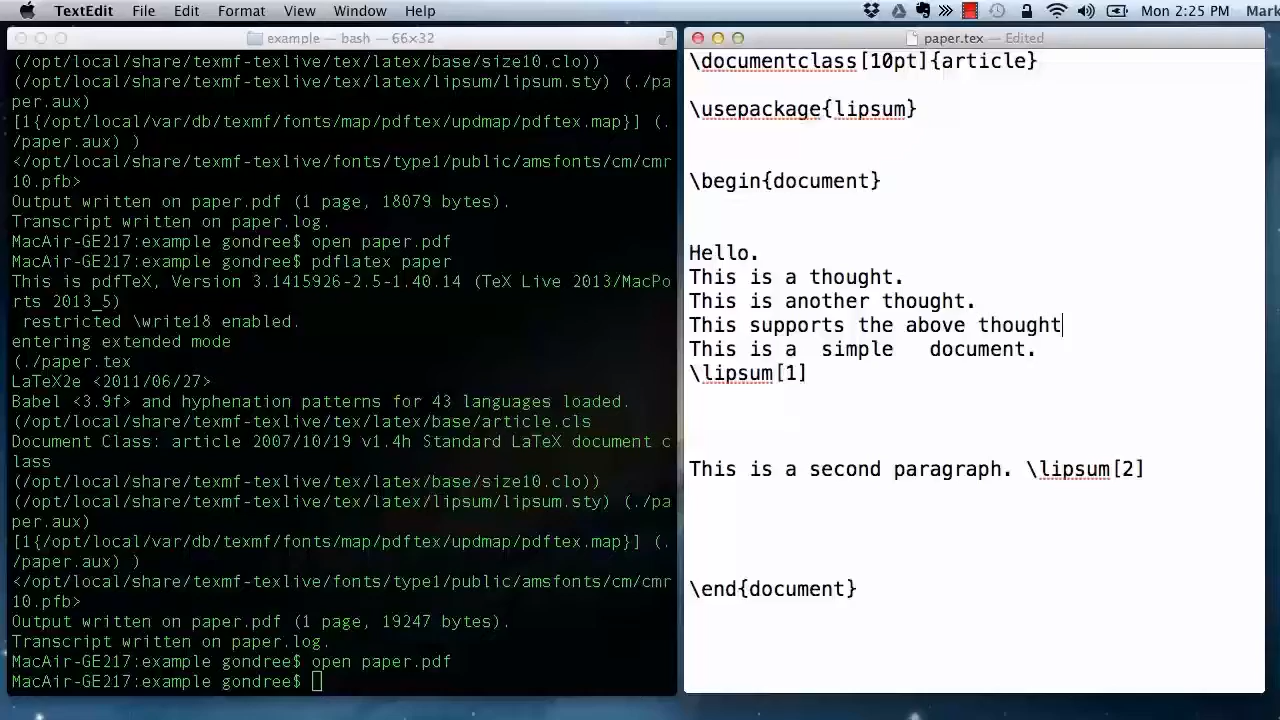 TextEdit File Edit Format View Window Help Mon 2:25 PM Mark
example — bash — 66×32
(/opt/local/share/texmf-texlive/tex/latex/base/size10.clo))
(/opt/local/share/texmf-texlive/tex/latex/lipsum/lipsum.sty) (./pa
per.aux)
[1{/opt/local/var/db/texmf/fonts/map/pdftex/updmap/pdftex.map}] (.
/paper.aux) )
</opt/local/share/texmf-texlive/fonts/type1/public/amsfonts/cm/cmr
10.pfb>
Output written on paper.pdf (1 page, 18079 bytes).
Transcript written on paper.log.
MacAir-GE217:example gondree$ open paper.pdf
MacAir-GE217:example gondree$ pdflatex paper
This is pdfTeX, Version 3.1415926-2.5-1.40.14 (TeX Live 2013/MacPo
rts 2013_5)
restricted \write18 enabled.
entering extended mode
(./paper.tex
LaTeX2e <2011/06/27>
Babel <3.9f> and hyphenation patterns for 43 languages loaded.
(/opt/local/share/texmf-texlive/tex/latex/base/article.cls
Document Class: article 2007/10/19 v1.4h Standard LaTeX document c
lass
(/opt/local/share/texmf-texlive/tex/latex/base/size10.clo))
(/opt/local/share/texmf-texlive/tex/latex/lipsum/lipsum.sty) (./pa
per.aux)
[1{/opt/local/var/db/texmf/fonts/map/pdftex/updmap/pdftex.map}] (.
/paper.aux) )
</opt/local/share/texmf-texlive/fonts/type1/public/amsfonts/cm/cmr
10.pfb>
Output written on paper.pdf (1 page, 19247 bytes).
Transcript written on paper.log.
MacAir-GE217:example gondree$ open paper.pdf
MacAir-GE217:example gondree$
paper.tex — Edited
\documentclass[10pt]{article}
\usepackage{lipsum}
\begin{document}
Hello.
This is a thought.
This is another thought.
This supports the above thought
This is a  simple   document.
\lipsum[1]
This is a second paragraph. \lipsum[2]
\end{document}